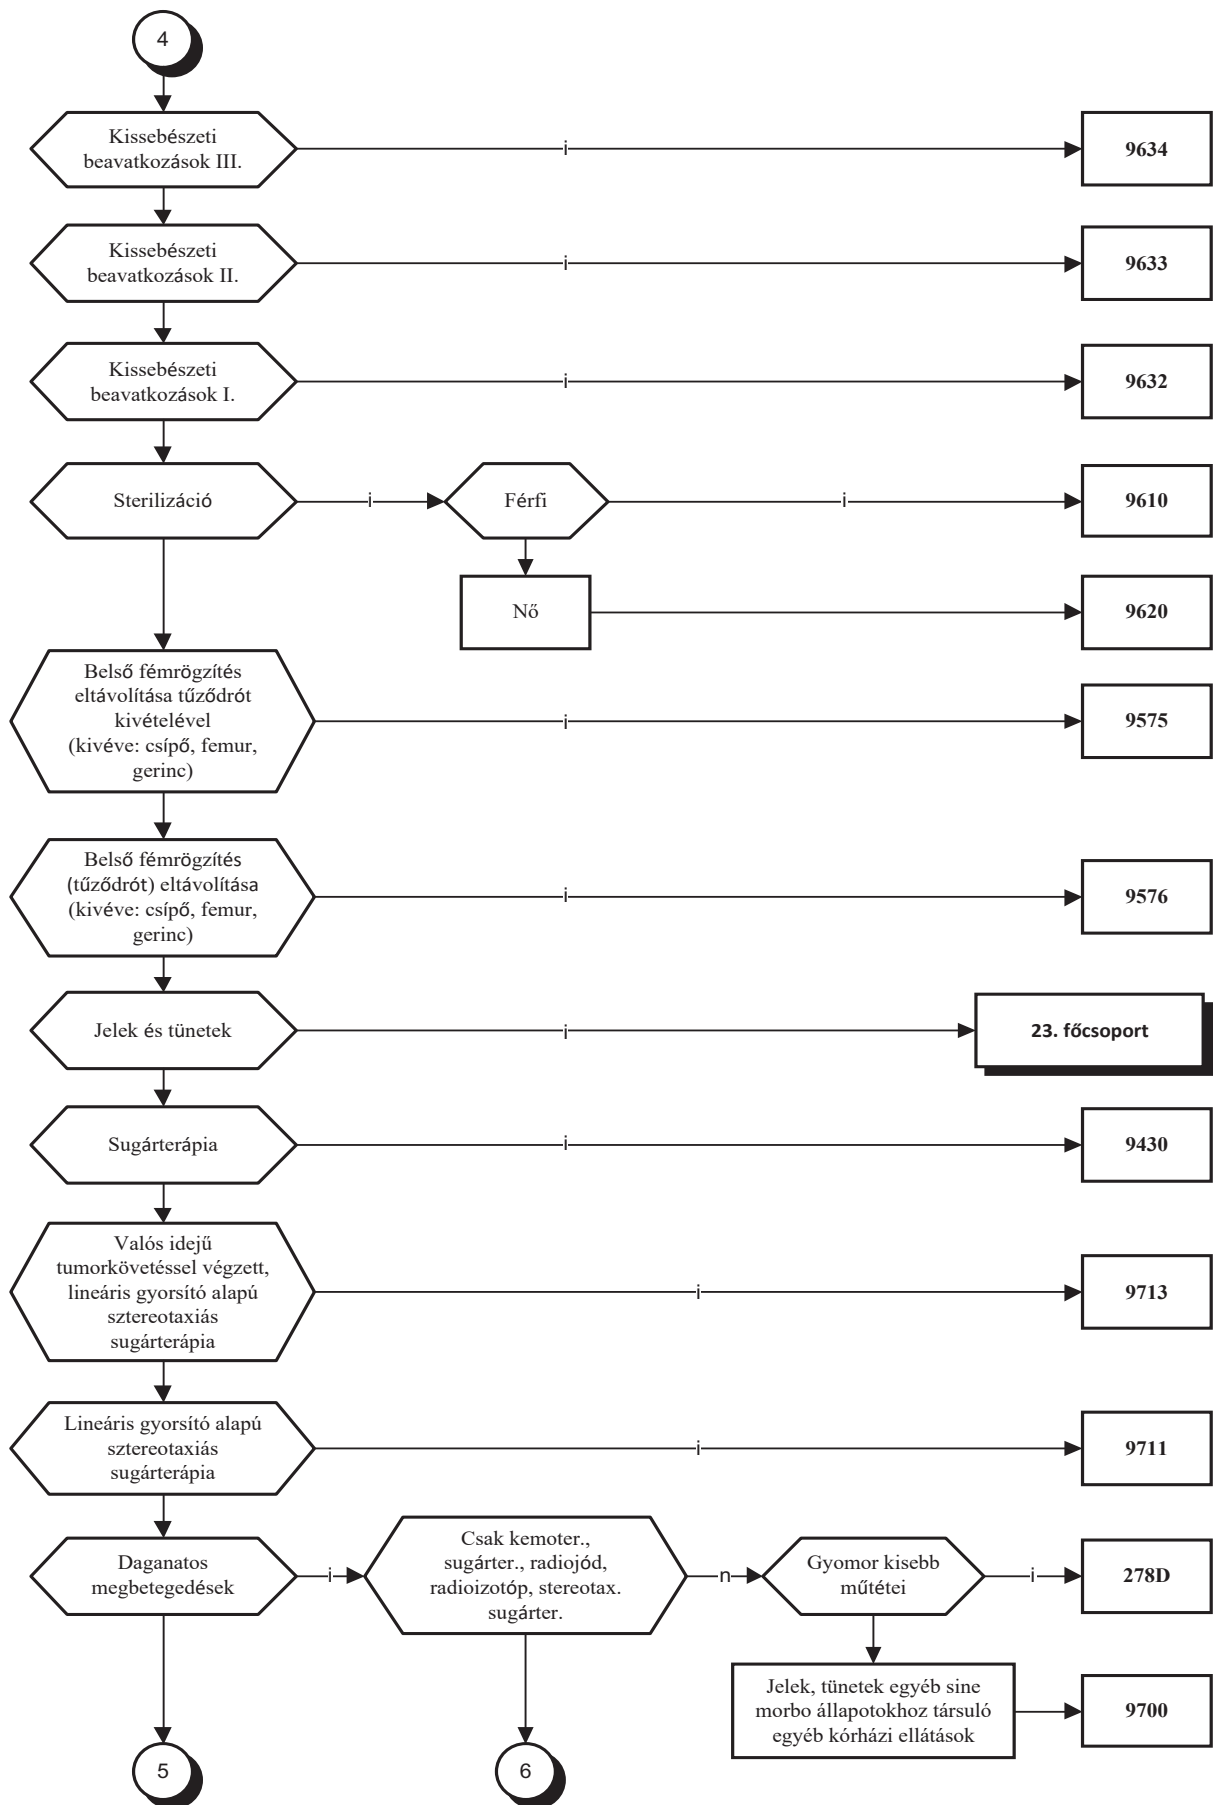 4
Kissebészeti
beavatkozások III.
i
9634
Kissebészeti
beavatkozások II.
i
9633
Kissebészeti
beavatkozások I.
i
9632
Sterilizáció
i
Férfi
i
9610
Nő
9620
Belső fémrögzítés
eltávolítása tűződrót
kivételével
(kivéve: csípő, femur,
gerinc)
i
9575
Belső fémrögzítés
(tűződrót) eltávolítása
(kivéve: csípő, femur,
gerinc)
i
9576
Jelek és tünetek
i
23. főcsoport
Sugárterápia
i
9430
Valós idejű
tumorkövetéssel végzett,
lineáris gyorsító alapú
sztereotaxiás
sugárterápia
i
9713
Lineáris gyorsító alapú
sztereotaxiás
sugárterápia
i
9711
Daganatos
megbetegedések
i
Csak kemoter.,
sugárter., radiojód,
radioizotóp, stereotax.
sugárter.
n
Gyomor kisebb
műtétei
i
278D
Jelek, tünetek egyéb sine
morbo állapotokhoz társuló
egyéb kórházi ellátások
9700
5
6